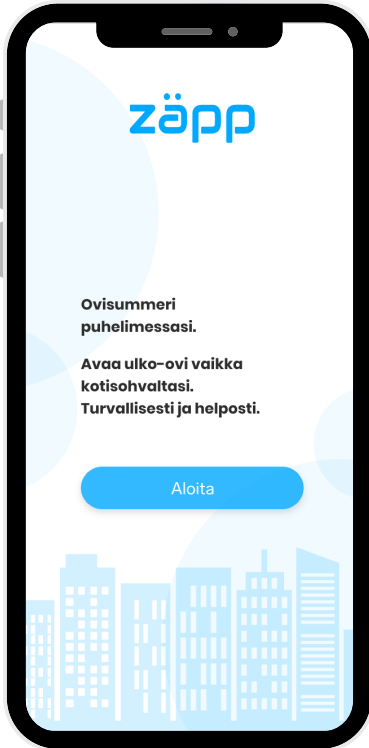 zäpp
Ovisummeri
puhelimessasi.
Avaa ulko-ovi vaikka
kotisohvaltasi.
Turvallisesti ja helposti.
Aloita